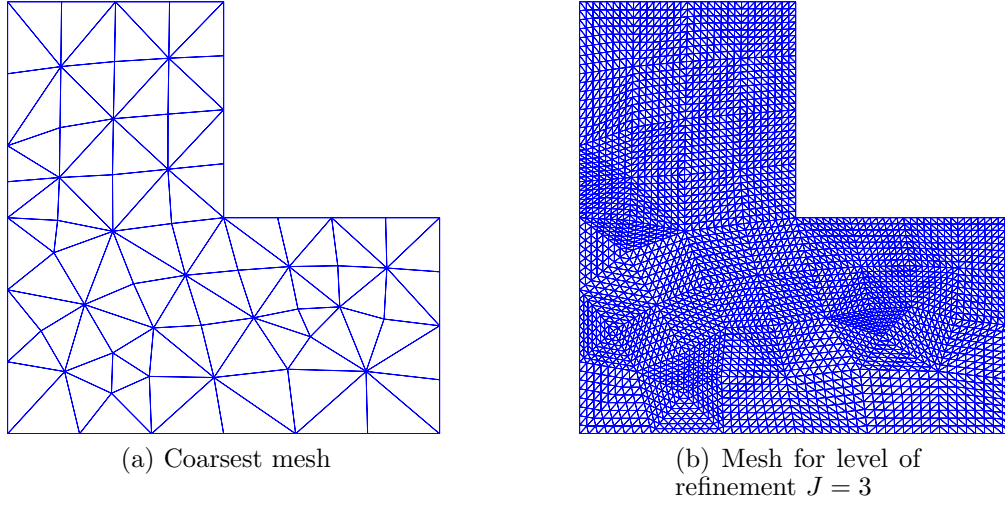 (a) Coarsest mesh
(b) Mesh for level of
refinement J = 3